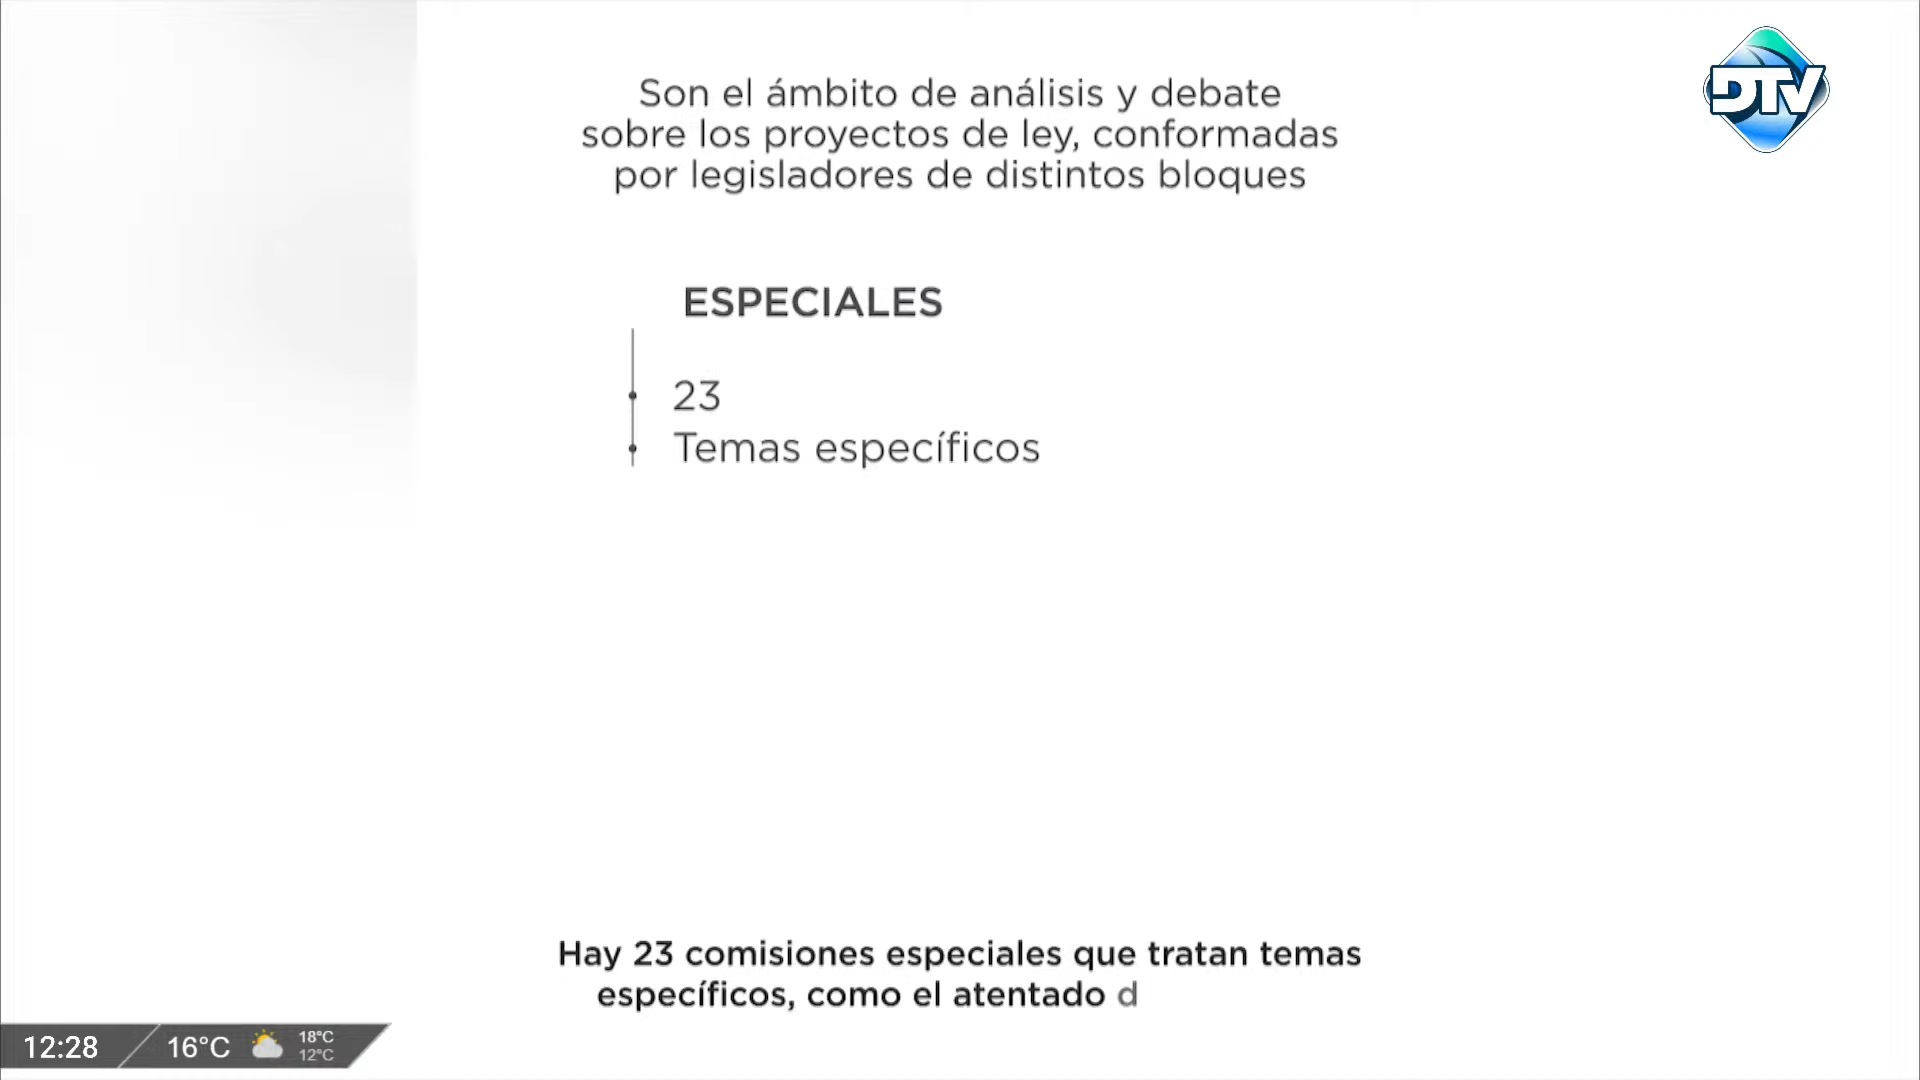 DTV
Son el ámbito de análisis y debate
sobre los proyectos de ley, conformadas
por legisladores de distintos bloques
ESPECIALES
23
Temas específicos
Hay 23 comisiones especiales que tratan temas
específicos, como el atentado d
12:28
16°C
18°C
12°C